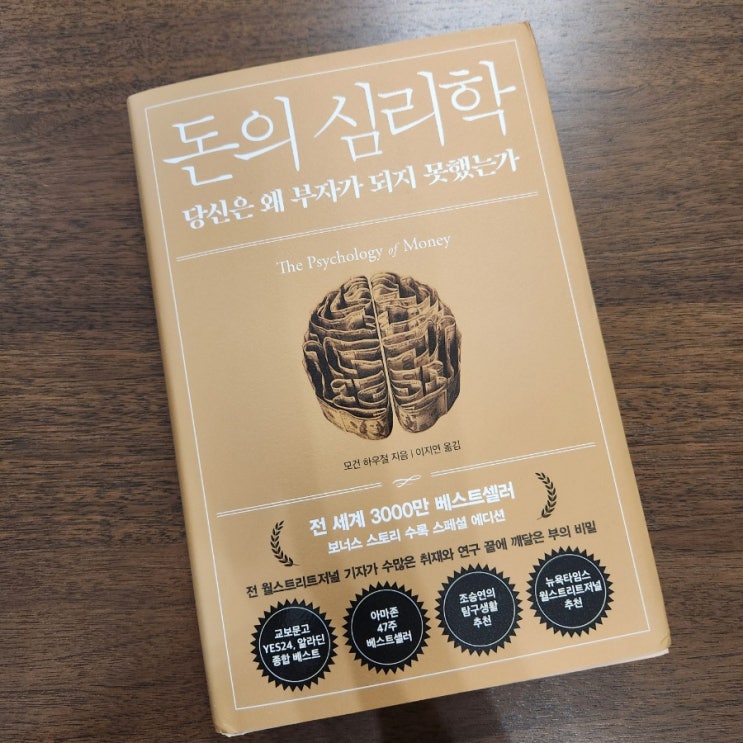 돈의 심리학
당신은 왜 부자가 되지 못했는가
The Psychology of Money
모건 하우절 지음 | 이지연 옮김
전 세계 3000만 베스트셀러
보너스 스토리 수록 스페셜 에디션
전 월스트리트저널 기자가 수많은 취재와 연구 끝에 깨달은 부의 비밀
교보문고
YES24, 알라딘
종합 베스트
아마존
47주
베스트셀러
조승연의
탐구생활
추천
뉴욕타임스
월스트리트저널
추천